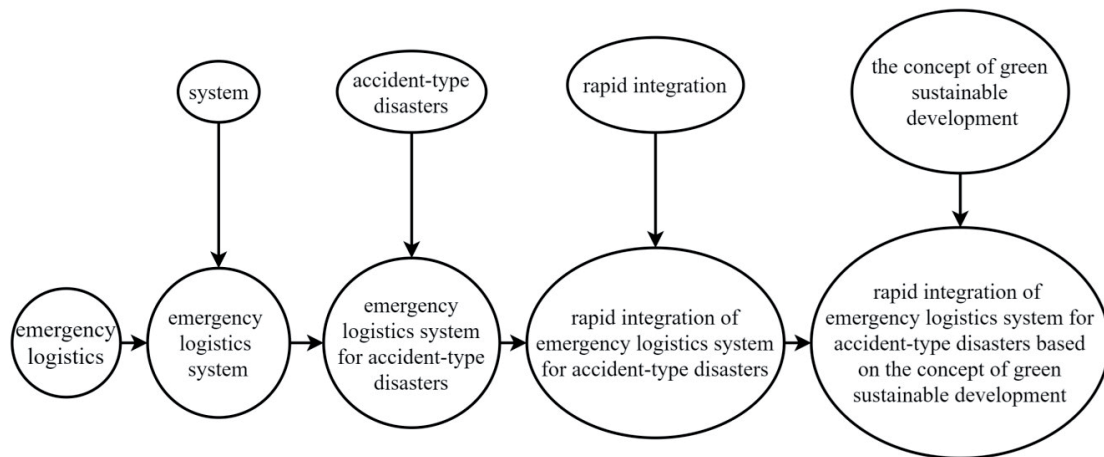 system
accident-type
disasters
rapid integration
the concept of green
sustainable
development
emergency
logistics
emergency
logistics
system
emergency
logistics system
for accident-type
disasters
rapid integration of
emergency logistics system
for accident-type disasters
rapid integration of
emergency logistics system for
accident-type disasters based
on the concept of green
sustainable development